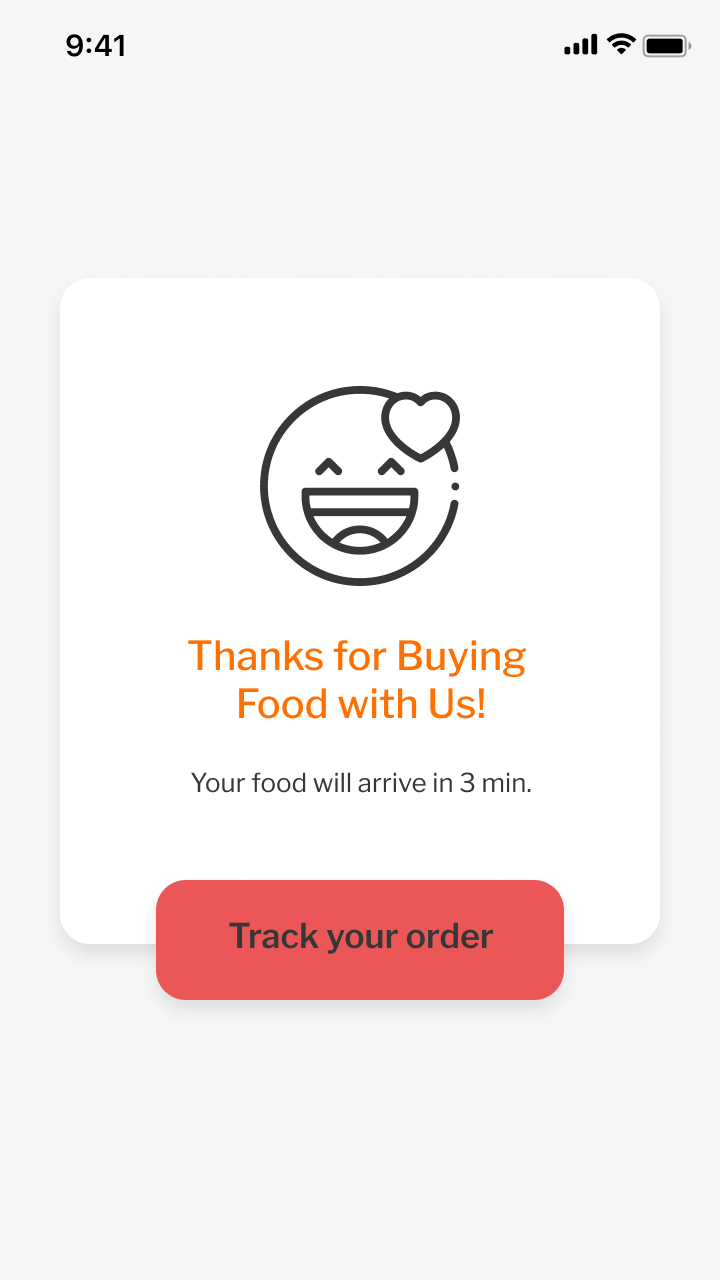 9:41
Thanks for Buying
Food with Us!
Your food will arrive in 3 min.
Track your order